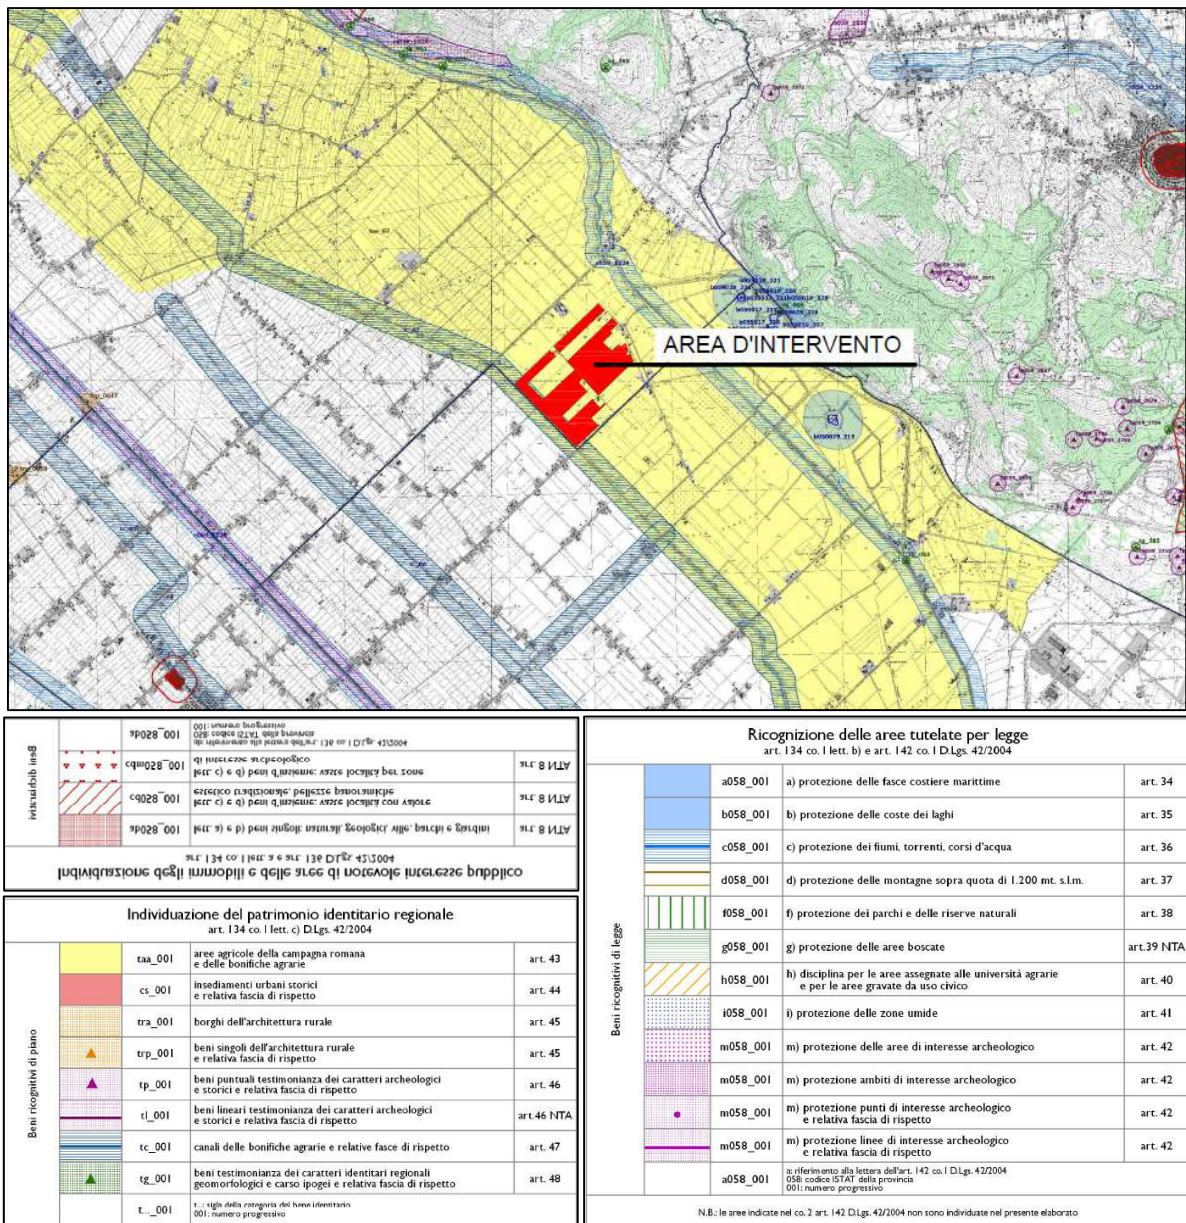 AREA D'INTERVENTO
ab058_001
001: numero progressivo
058: codice ISTAT della provincia
ab: riferimento alla lettera dell'art. 136 co. I D.Lgs. 42/2004
Beni dichiarativi
cdm058_001
lett. c) e d) beni d'insieme: vaste località per zone
di interesse archeologico
art. 8 NTA
cd058_001
lett. c) e d) beni d'insieme: vaste località con valore
estetico tradizionale, bellezze panoramiche
art. 8 NTA
ab058_001
lett. a) e b) beni singoli: naturali, geologici, ville, parchi e giardini
art. 8 NTA
Individuazione degli immobili e delle aree di notevole interesse pubblico
art. 134 co. I lett. a e art. 136 D.Lgs. 42/2004
Individuazione del patrimonio identitario regionale
art. 134 co. I lett. c) D.Lgs. 42/2004
Beni ricognitivi di piano
taa_001
aree agricole della campagna romana
e delle bonifiche agrarie
art. 43
cs_001
insediamenti urbani storici
e relativa fascia di rispetto
art. 44
tra_001
borghi dell'architettura rurale
art. 45
trp_001
beni singoli dell'architettura rurale
e relativa fascia di rispetto
art. 45
tp_001
beni puntuali testimonianza dei caratteri archeologici
e storici e relativa fascia di rispetto
art. 46
tl_001
beni lineari testimonianza dei caratteri archeologici
e storici e relativa fascia di rispetto
art.46 NTA
tc_001
canali delle bonifiche agrarie e relative fasce di rispetto
art. 47
tg_001
beni testimonianza dei caratteri identitari regionali
geomorfologici e carso ipogei e relativa fascia di rispetto
art. 48
t..._001
t...: sigla della categoria del bene identitario
001: numero progressivo
Ricognizione delle aree tutelate per legge
art. 134 co. I lett. b) e art. 142 co. I D.Lgs. 42/2004
Beni ricognitivi di legge
a058_001
a) protezione delle fasce costiere marittime
art. 34
b058_001
b) protezione delle coste dei laghi
art. 35
c058_001
c) protezione dei fiumi, torrenti, corsi d'acqua
art. 36
d058_001
d) protezione delle montagne sopra quota di 1.200 mt. s.l.m.
art. 37
f058_001
f) protezione dei parchi e delle riserve naturali
art. 38
g058_001
g) protezione delle aree boscate
art.39 NTA
h058_001
h) disciplina per le aree assegnate alle università agrarie
e per le aree gravate da uso civico
art. 40
i058_001
i) protezione delle zone umide
art. 41
m058_001
m) protezione delle aree di interesse archeologico
art. 42
m058_001
m) protezione ambiti di interesse archeologico
art. 42
m058_001
m) protezione punti di interesse archeologico
e relativa fascia di rispetto
art. 42
m058_001
m) protezione linee di interesse archeologico
e relativa fascia di rispetto
art. 42
a058_001
a: riferimento alla lettera dell'art. 142 co. I D.Lgs. 42/2004
058: codice ISTAT della provincia
001: numero progressivo
N.B.: le aree indicate nel co. 2 art. 142 D.Lgs. 42/2004 non sono individuate nel presente elaborato